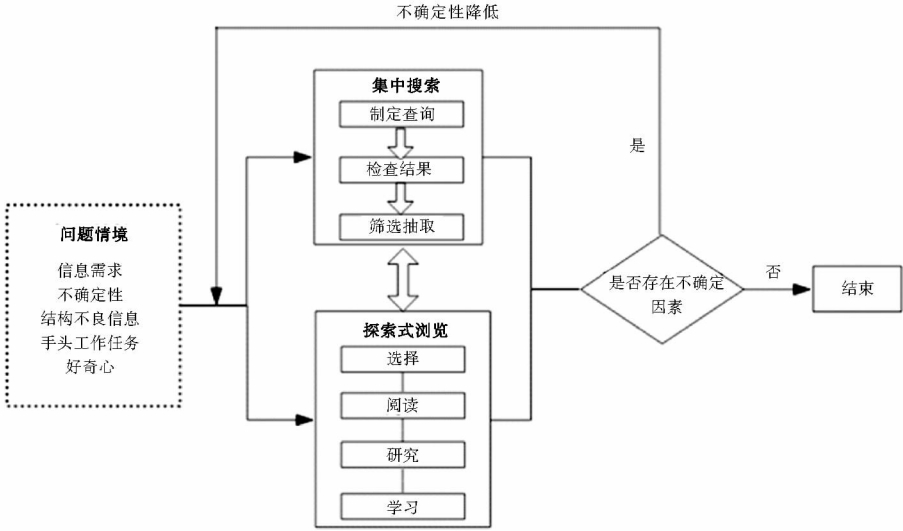 不确定性降低
集中搜索
制定查询
检查结果
筛选抽取
是
问题情境
信息需求
不确定性
结构不良信息
手头工作任务
好奇心
是否存在不确定
因素
否
结束
探索式浏览
选择
阅读
研究
学习